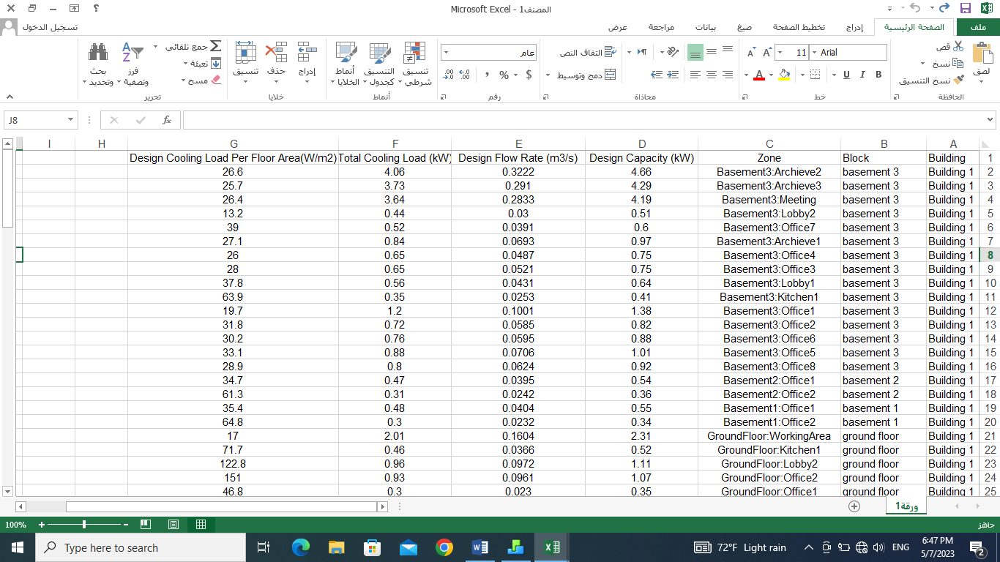 المصنف1 - Microsoft Excel
تسجيل الدخول
ملف
الصفحة الرئيسية
إدراج
تخطيط الصفحة
صيغ
بيانات
مراجعة
عرض
لصق
قص
نسخ
نسخ التنسيق
الحافظة
Arial
11
B I U
خط
التفاف النص
دمج وتوسيط
محاذاة
عام
$ % ,
رقم
تنسيق شرطي
التنسيق كجدول
أنماط الخلايا
أنماط
إدراج
حذف
تنسيق
خلايا
جمع تلقائي
تعبئة
مسح
فرز وتصفية
بحث وتحديد
تحرير
J8
fx
A B C D E F G H I
1 Building Block Zone Design Capacity (kW) Design Flow Rate (m3/s) Total Cooling Load (kW) Design Cooling Load Per Floor Area(W/m2)
2 Building 1 basement 3 Basement3:Archieve2 4.66 0.3222 4.06 26.6
3 Building 1 basement 3 Basement3:Archieve3 4.29 0.291 3.73 25.7
4 Building 1 basement 3 Basement3:Meeting 4.19 0.2833 3.64 26.4
5 Building 1 basement 3 Basement3:Lobby2 0.51 0.03 0.44 13.2
6 Building 1 basement 3 Basement3:Office7 0.6 0.0391 0.52 39
7 Building 1 basement 3 Basement3:Archieve1 0.97 0.0693 0.84 27.1
8 Building 1 basement 3 Basement3:Office4 0.75 0.0487 0.65 26
9 Building 1 basement 3 Basement3:Office3 0.75 0.0521 0.65 28
10 Building 1 basement 3 Basement3:Lobby1 0.64 0.0431 0.56 37.8
11 Building 1 basement 3 Basement3:Kitchen1 0.41 0.0253 0.35 63.9
12 Building 1 basement 3 Basement3:Office1 1.38 0.1001 1.2 19.7
13 Building 1 basement 3 Basement3:Office2 0.82 0.0585 0.72 31.8
14 Building 1 basement 3 Basement3:Office6 0.88 0.0595 0.76 30.2
15 Building 1 basement 3 Basement3:Office5 1.01 0.0706 0.88 33.1
16 Building 1 basement 3 Basement3:Office8 0.92 0.0624 0.8 28.9
17 Building 1 basement 2 Basement2:Office1 0.54 0.0395 0.47 34.7
18 Building 1 basement 2 Basement2:Office2 0.36 0.0242 0.31 61.3
19 Building 1 basement 1 Basement1:Office1 0.55 0.0404 0.48 35.4
20 Building 1 basement 1 Basement1:Office2 0.34 0.0232 0.3 64.8
21 Building 1 ground floor GroundFloor:WorkingArea 2.31 0.1604 2.01 17
22 Building 1 ground floor GroundFloor:Kitchen1 0.52 0.0366 0.46 71.7
23 Building 1 ground floor GroundFloor:Lobby2 1.11 0.0972 0.96 122.8
24 Building 1 ground floor GroundFloor:Office2 1.07 0.0961 0.93 151
25 Building 1 ground floor GroundFloor:Office1 0.35 0.023 0.3 46.8
ورقة1
جاهز
100%
Type here to search
72°F Light rain
ENG
6:47 PM
5/7/2023
2